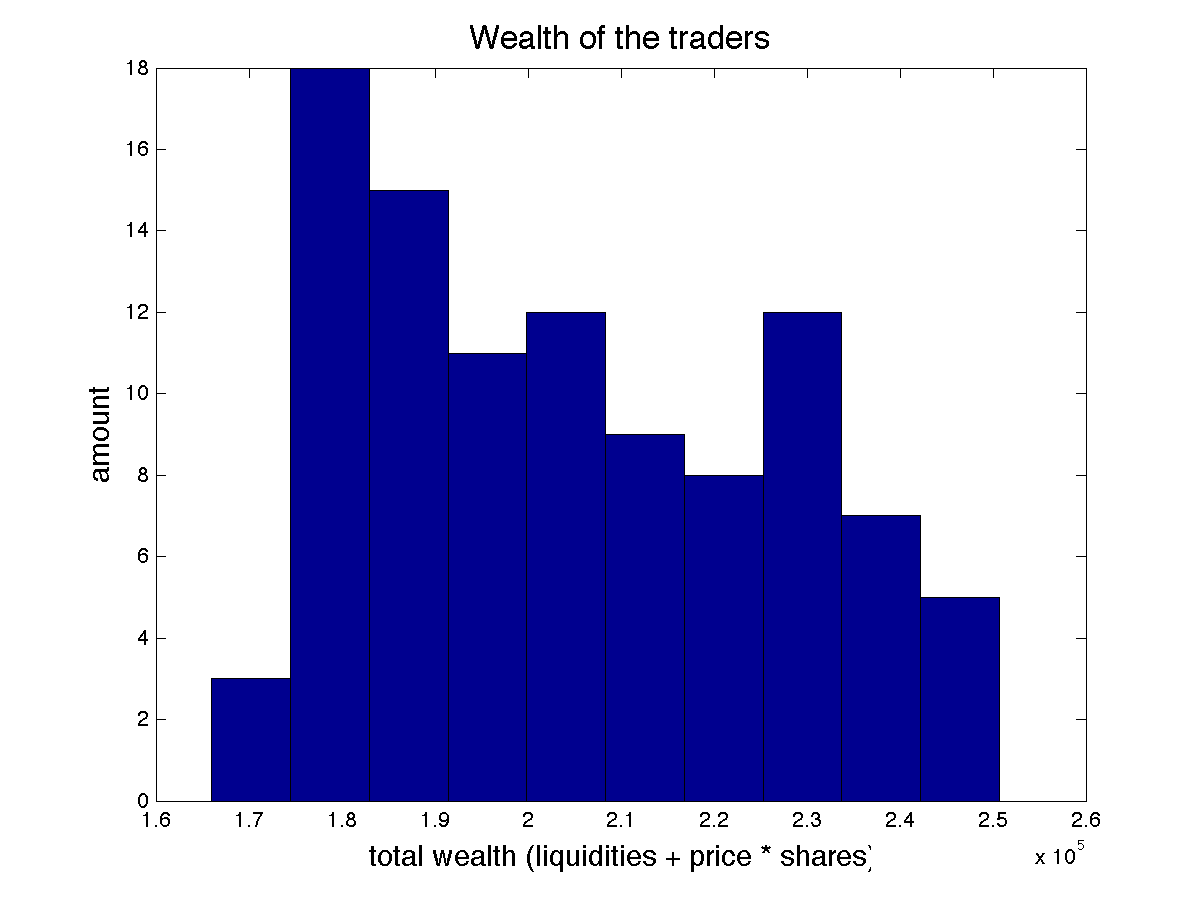 Wealth of the traders
18
16
14
12
10
8
6
4
2
0
amount
1.6 1.7 1.8 1.9 2 2.1 2.2 2.3 2.4 2.5 2.6
total wealth (liquidities + price * shares)
x 10^5